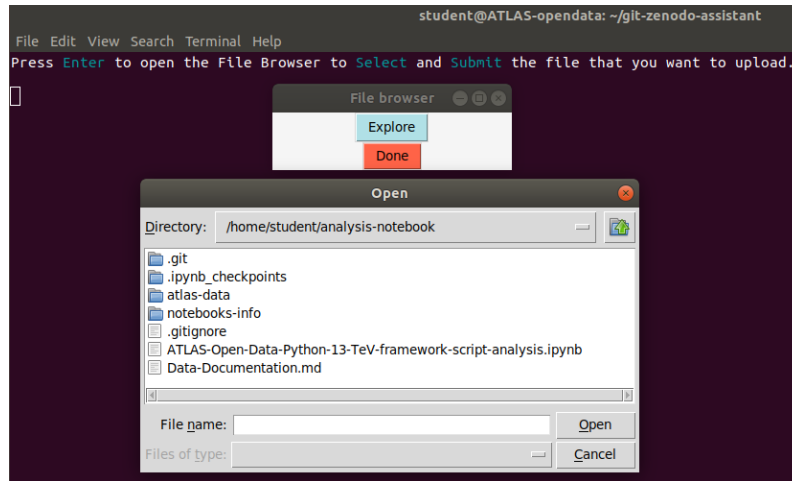 student@ATLAS-opendata: ~/git-zenodo-assistant
File Edit View Search Terminal Help
Press Enter to open the File Browser to Select and Submit the file that you want to upload.
File browser
Explore
Done
Open
Directory: /home/student/analysis-notebook
.git
.ipynb_checkpoints
atlas-data
notebooks-info
.gitignore
ATLAS-Open-Data-Python-13-TeV-framework-script-analysis.ipynb
Data-Documentation.md
File name: Open
Files of type: Cancel